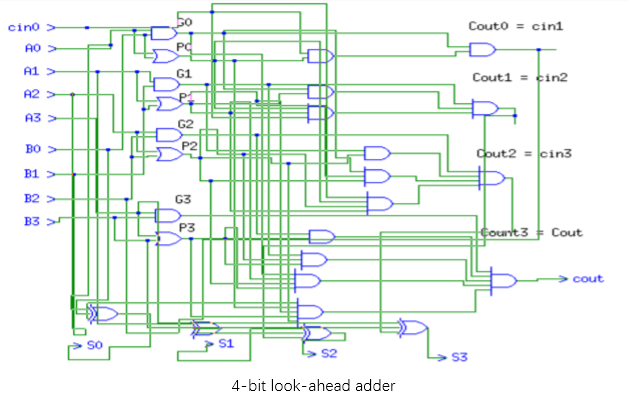 cin0
A0
A1
A2
A3
B0
B1
B2
B3
G0
P0
G1
G2
P2
G3
P3
Cout0 = cin1
Cout1 = cin2
Cout2 = cin3
Count3 = Cout
cout
S0
S1
S2
S3
4-bit look-ahead adder